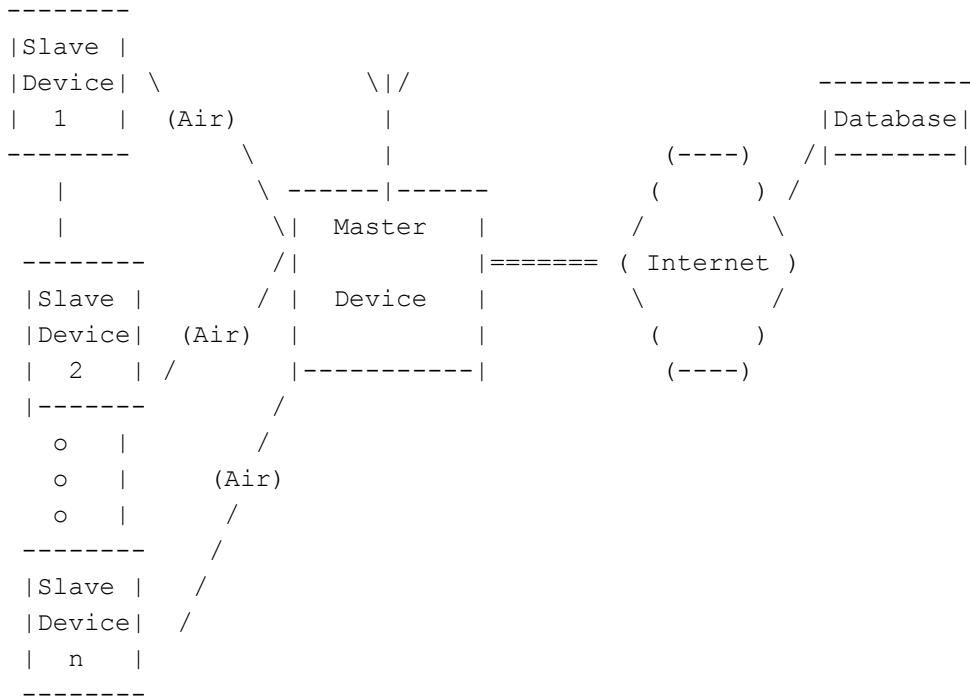 --------
|Slave |
|Device| \            \|/                           ----------
|  1   |  (Air)        |                            |Database|
--------       \       |                  (----)   /|--------|
   |            \ ------|------          (      ) /
   |             \|  Master   |         /        \
 --------        /|           |======= ( Internet )
 |Slave |       / |  Device   |         \        /
 |Device|  (Air)  |           |          (      )
 |  2   | /       |-----------|           (----)
 |-------        /
   o   |        /
   o   |     (Air)
   o   |      /
 --------    /
 |Slave |   /
 |Device|  /
 |  n   |
 --------